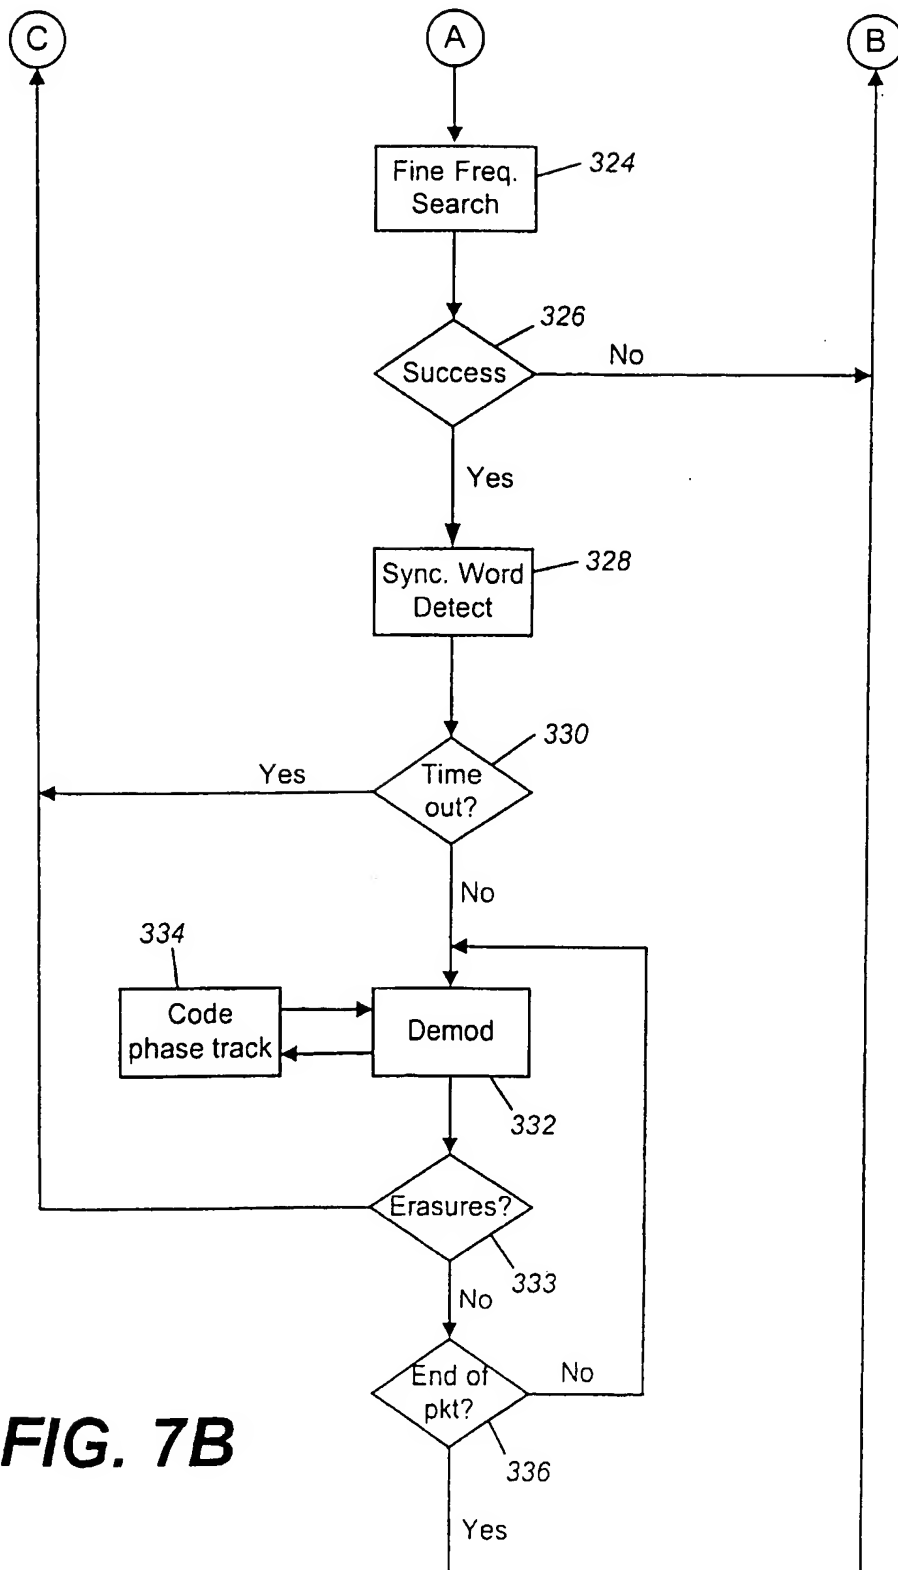 C
A
B
Fine Freq.
Search
324
326
Success
No
Yes
Sync. Word
Detect
328
330
Time
out?
Yes
No
334
Code
phase track
Demod
332
Erasures?
333
No
End of
pkt?
No
336
Yes
FIG. 7B